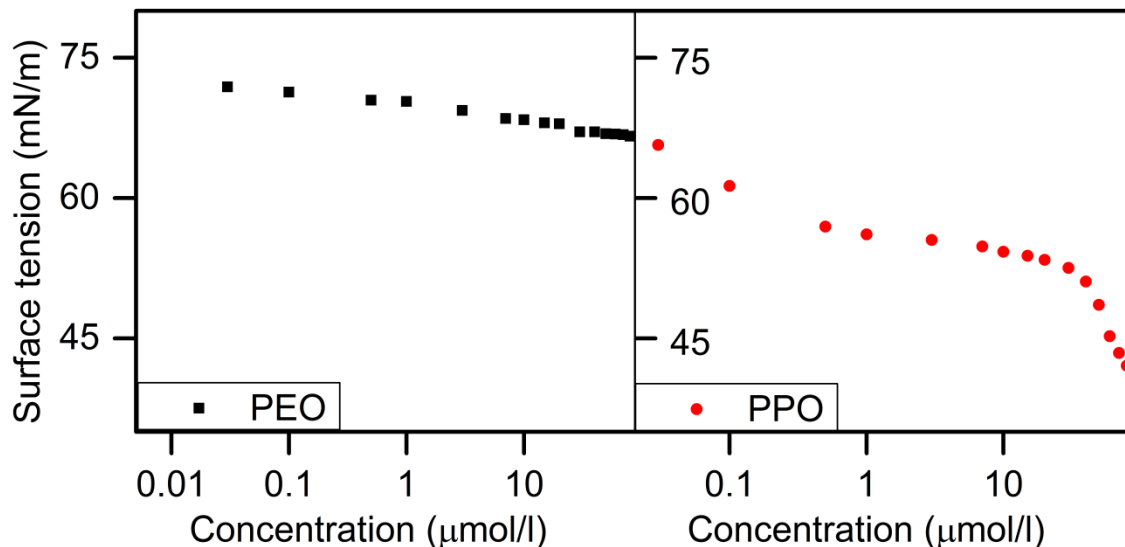 Surface tension (mN/m)
75
60
45
PEO
0.01 0.1 1 10
Concentration (μmol/l)
75
60
45
PPO
0.1 1 10
Concentration (μmol/l)